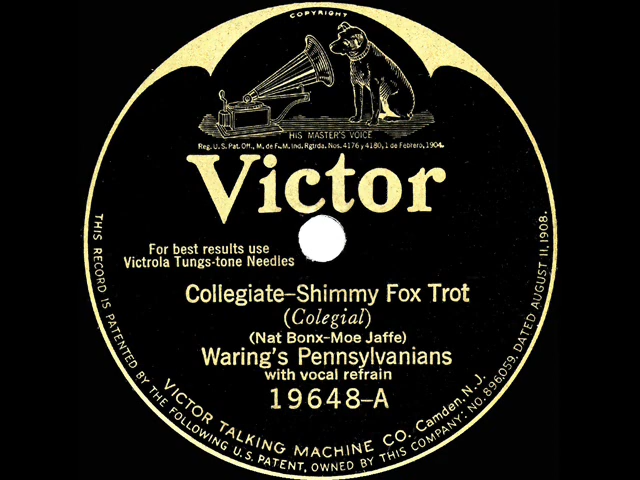 COPYRIGHT
HIS MASTER'S VOICE
Reg. U.S. Pat. Off., M. de F., M. Ind. Rgtrda. Nos. 4176 y 4180, 1 de Febrero, 1904.
Victor
For best results use
Victrola Tungs-tone Needles
Collegiate–Shimmy Fox Trot
(Colegial)
(Nat Bonx–Moe Jaffe)
Waring's Pennsylvanians
with vocal refrain
19648–A
VICTOR TALKING MACHINE CO. Camden, N.J.
THIS RECORD IS PATENTED BY THE FOLLOWING U.S. PATENT, OWNED BY THIS COMPANY: NO. 896,059. DATED AUGUST 11, 1908.